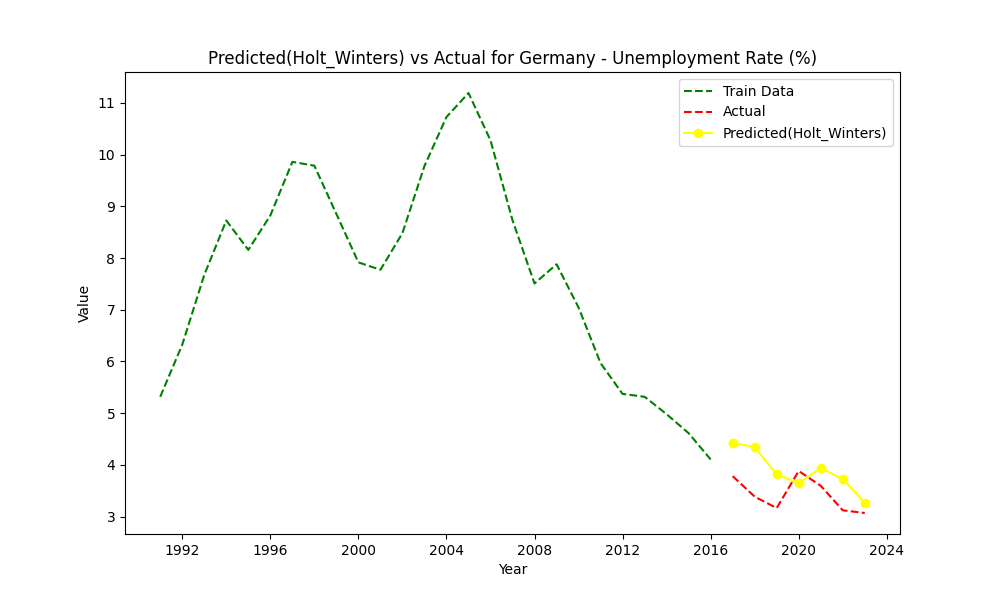 Predicted(Holt_Winters) vs Actual for Germany - Unemployment Rate (%)
Train Data
Actual
Predicted(Holt_Winters)
Value
11
10
9
8
7
6
5
4
3
1992 1996 2000 2004 2008 2012 2016 2020 2024
Year